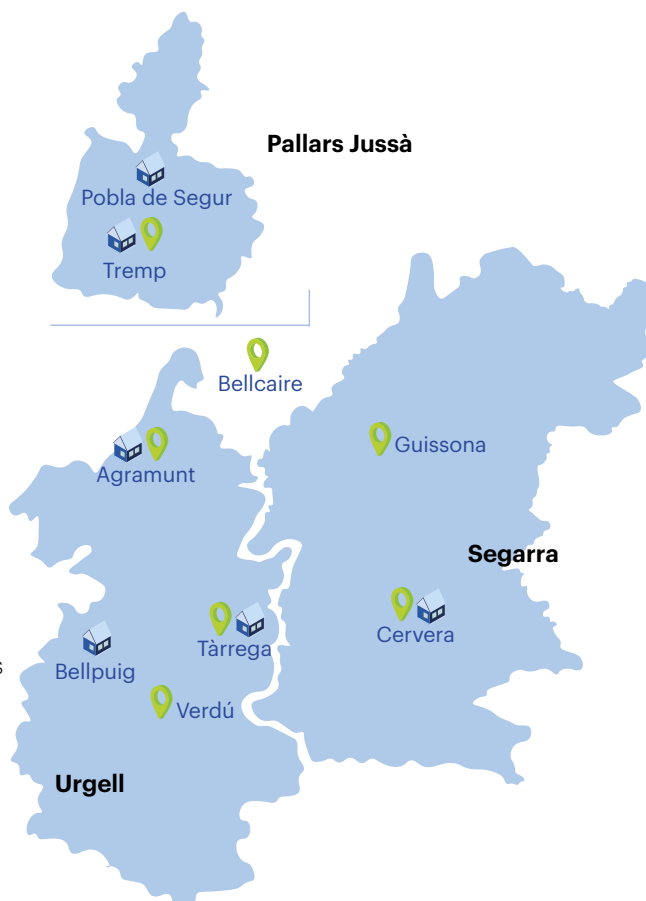 Pallars Jussà
Pobla de Segur
Tremp
Bellcaire
Guissona
Agramunt
Segarra
Cervera
Tàrrega
s
Bellpuig
Verdú
Urgell